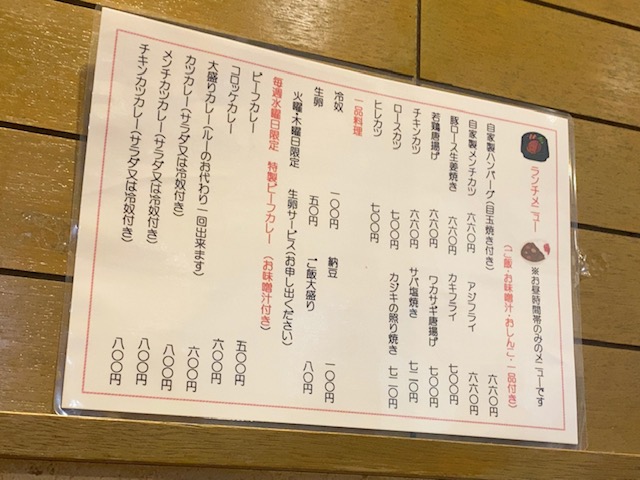 ランチメニュー ※お昼時間帯のみのメニューです
(ご飯・お味噌汁・おしんこ・一品付き)
自家製ハンバーグ(目玉焼き付き) 六六〇円
自家製メンチカツ 六六〇円 アジフライ 六六〇円
豚ロース生姜焼き 六六〇円 カキフライ 七〇〇円
若鶏唐揚げ 六六〇円 ワカサギ唐揚げ 七〇〇円
チキンカツ 六六〇円 サバ塩焼き 七二〇円
ロースカツ 七〇〇円 カジキの照り焼き 七二〇円
ヒレカツ 七〇〇円
一品料理
冷奴 一〇〇円 納豆 一〇〇円
生卵 五〇円 ご飯大盛り 八〇円
火曜・木曜日限定 生卵サービス(お申し出ください)
毎週水曜日限定 特製ビーフカレー (お味噌汁付き)
ビーフカレー 五〇〇円
コロッケカレー 六〇〇円
大盛りカレー(ルーのお代わり一回出来ます) 六〇〇円
カツカレー(サラダ又は冷奴付き) 八〇〇円
メンチカツカレー(サラダ又は冷奴付き) 八〇〇円
チキンカツカレー(サラダ又は冷奴付き) 八〇〇円